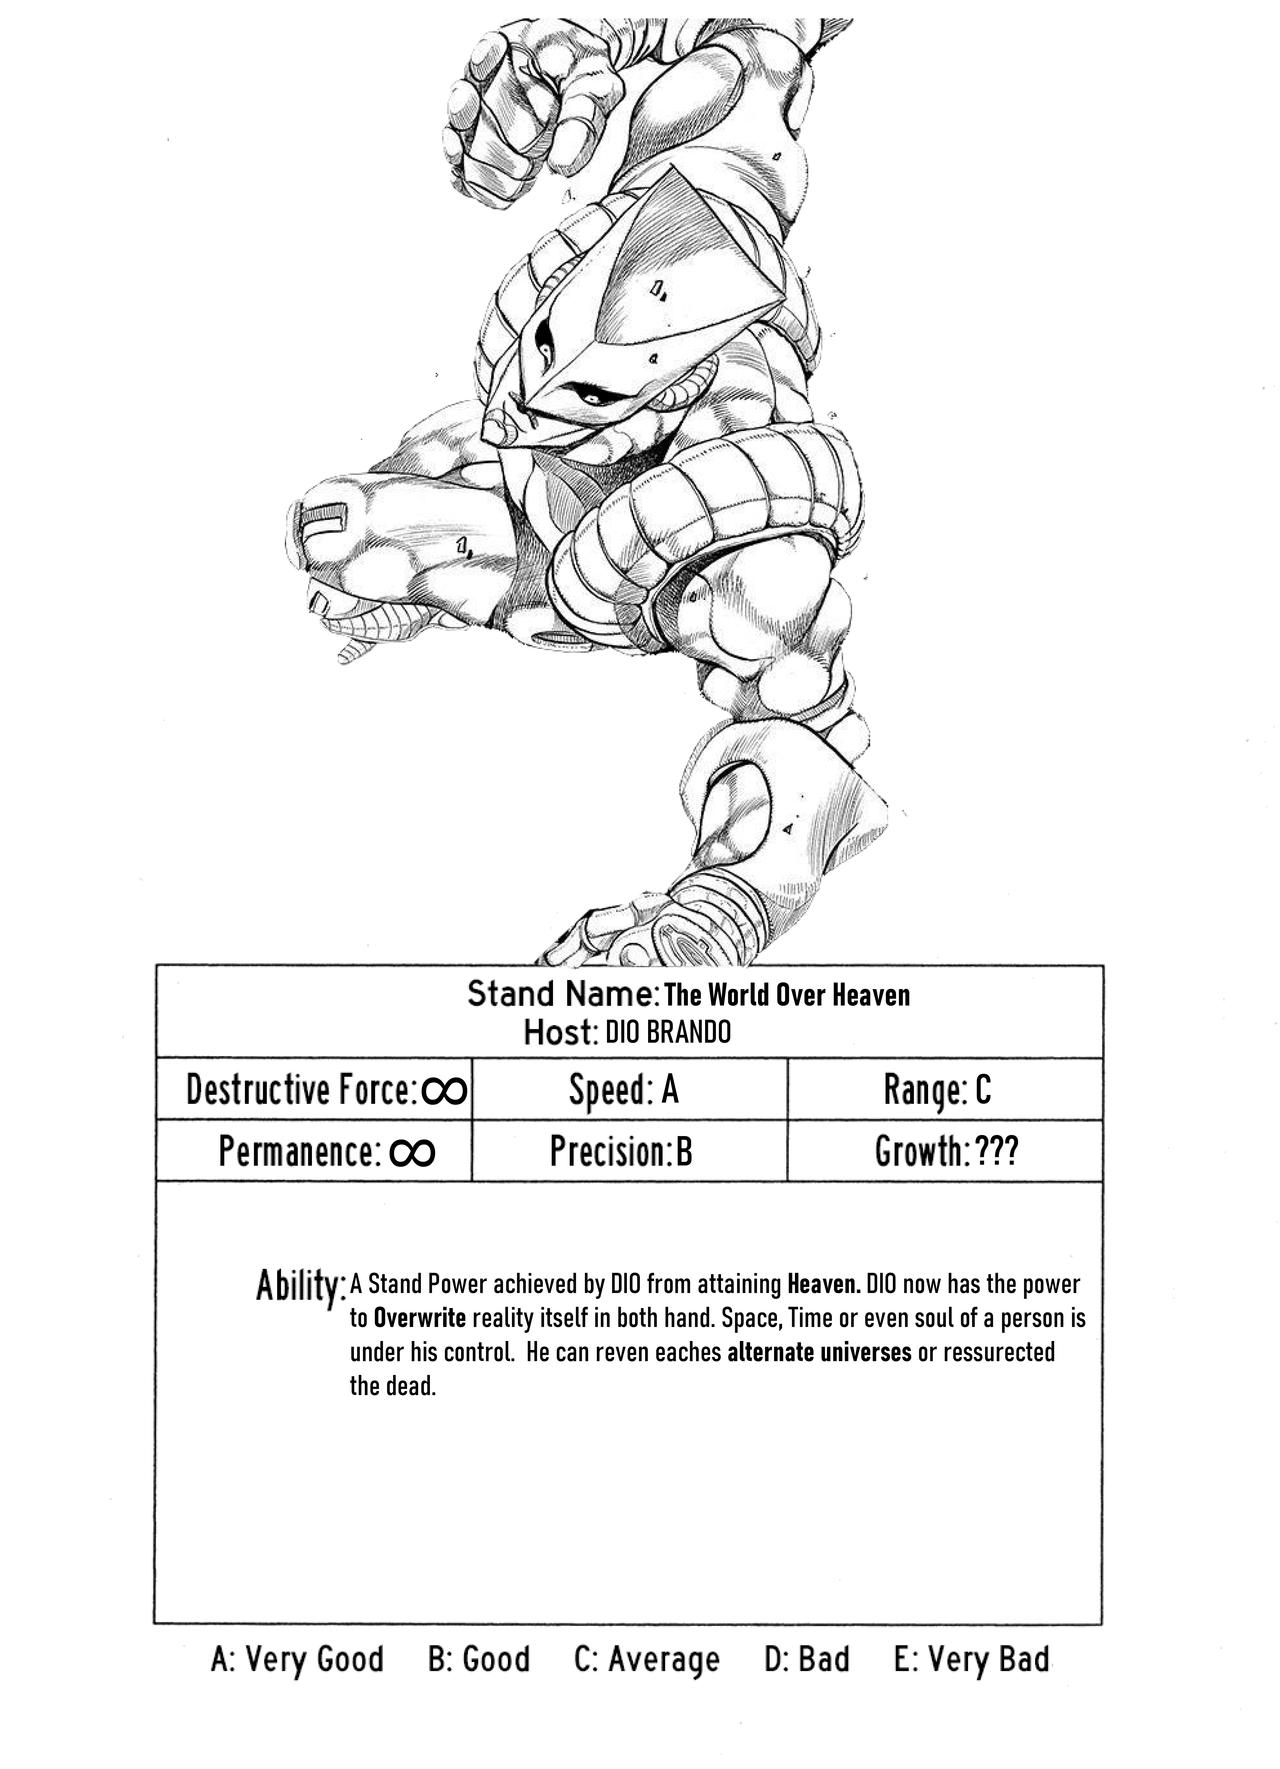 Stand Name: The World Over Heaven
Host: DIO BRANDO
Destructive Force: ∞ Speed: A Range: C
Permanence: ∞ Precision: B Growth: ???
Ability: A Stand Power achieved by DIO from attaining Heaven. DIO now has the power
to Overwrite reality itself in both hand. Space, Time or even soul of a person is
under his control. He can reven eaches alternate universes or ressurected
the dead.
A: Very Good B: Good C: Average D: Bad E: Very Bad